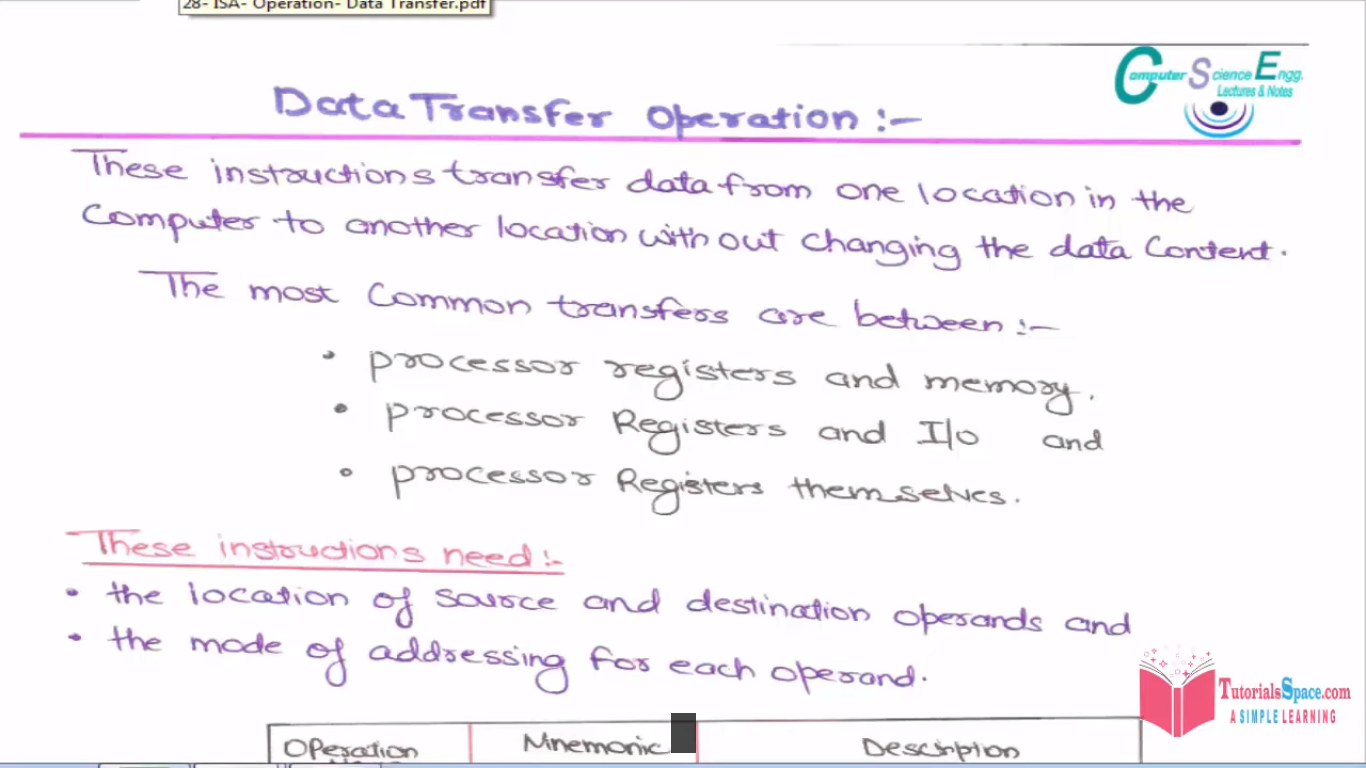 28- ISA- Operation- Data Transfer.pdf
Computer Science Engg.
Lectures & Notes
Data Transfer Operation :-
These instructions transfer data from one location in the
Computer to another location without changing the data Content.
The most Common transfers are between :-
• processor registers and memory.
• processor Registers and I/o and
• processor Registers themselves.
These instructions need :-
• the location of source and destination operands and
• the mode of addressing for each operand.
TutorialsSpace.com
A SIMPLE LEARNING
Operation Mnemonic Description